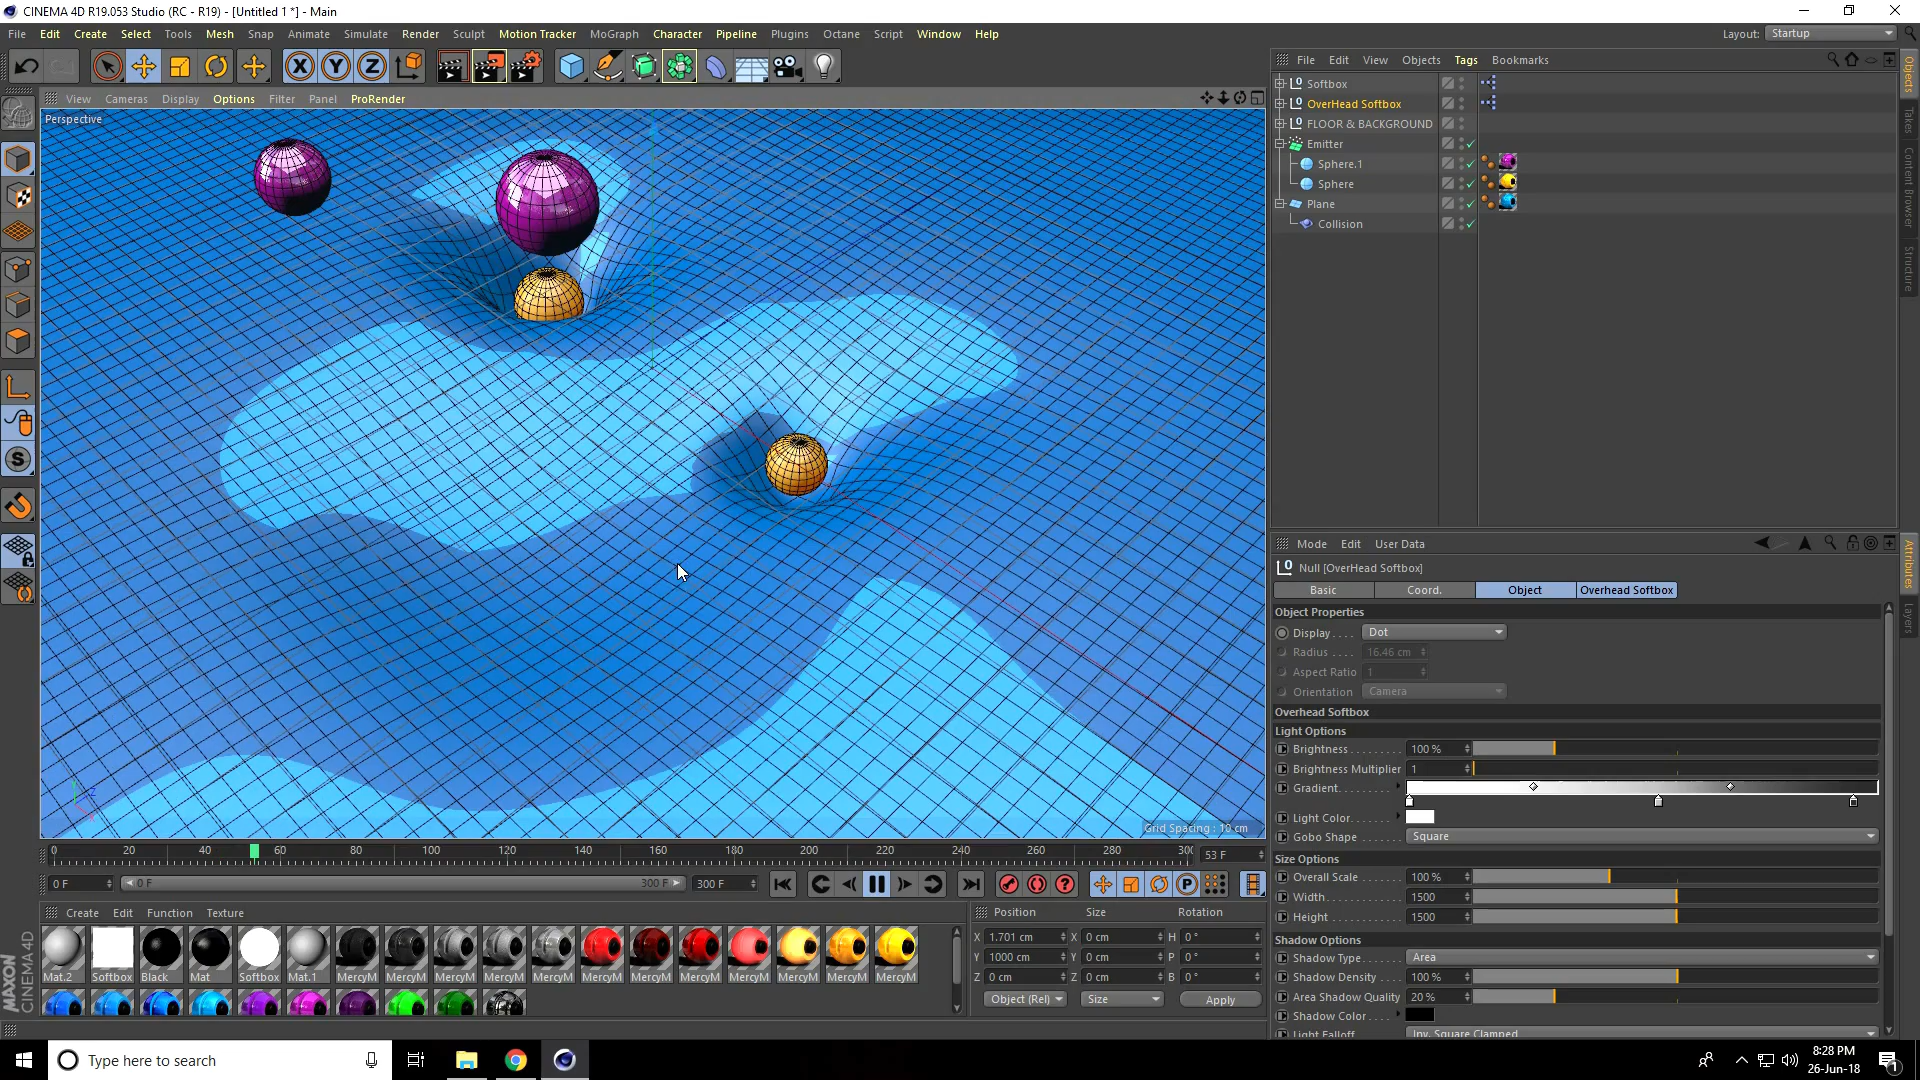 CINEMA 4D R19.053 Studio (RC - R19) - [Untitled 1 *] - Main
File Edit Create Select Tools Mesh Snap Animate Simulate Render Sculpt Motion Tracker MoGraph Character Pipeline Plugins Octane Script Window Help
Layout: Startup
X Y Z
File Edit View Objects Tags Bookmarks
View Cameras Display Options Filter Panel ProRender
Perspective
Softbox
OverHead Softbox
FLOOR & BACKGROUND
Emitter
Sphere.1
Sphere
Plane
Collision
Objects
Takes
Content Browser
Structure
Mode Edit User Data
Null [OverHead Softbox]
Basic Coord. Object Overhead Softbox
Object Properties
Display . . . . Dot
Radius . . . . 16.46 cm
Aspect Ratio 1
Orientation Camera
Overhead Softbox
Light Options
Brightness . . . . . . . . . 100 %
Brightness Multiplier 1
Gradient. . . . . . . . .
Light Color. . . . . . .
Gobo Shape . . . . . . . Square
Size Options
Overall Scale . . . . . 100 %
Width. . . . . . . . . . . . 1500
Height . . . . . . . . . . . 1500
Shadow Options
Shadow Type. . . . . . Area
Shadow Density . . . . 100 %
Area Shadow Quality 20 %
Shadow Color . . . .
Light Falloff Inv. Square Clamped
Attributes
Layers
Grid Spacing : 10 cm
0 20 40 60 80 100 120 140 160 180 200 220 240 260 280 300
53 F
0 F 0 F 300 F 300 F
Create Edit Function Texture
Mat.2 Softbox Black Mat Softbox Mat.1 MercyM MercyM MercyM MercyM MercyM MercyM MercyM MercyM MercyM MercyM MercyM MercyM
Position Size Rotation
X 1.701 cm X 0 cm H 0 °
Y 1000 cm Y 0 cm P 0 °
Z 0 cm Z 0 cm B 0 °
Object (Rel) Size Apply
MAXON
CINEMA 4D
Type here to search
8:28 PM
26-Jun-18
1